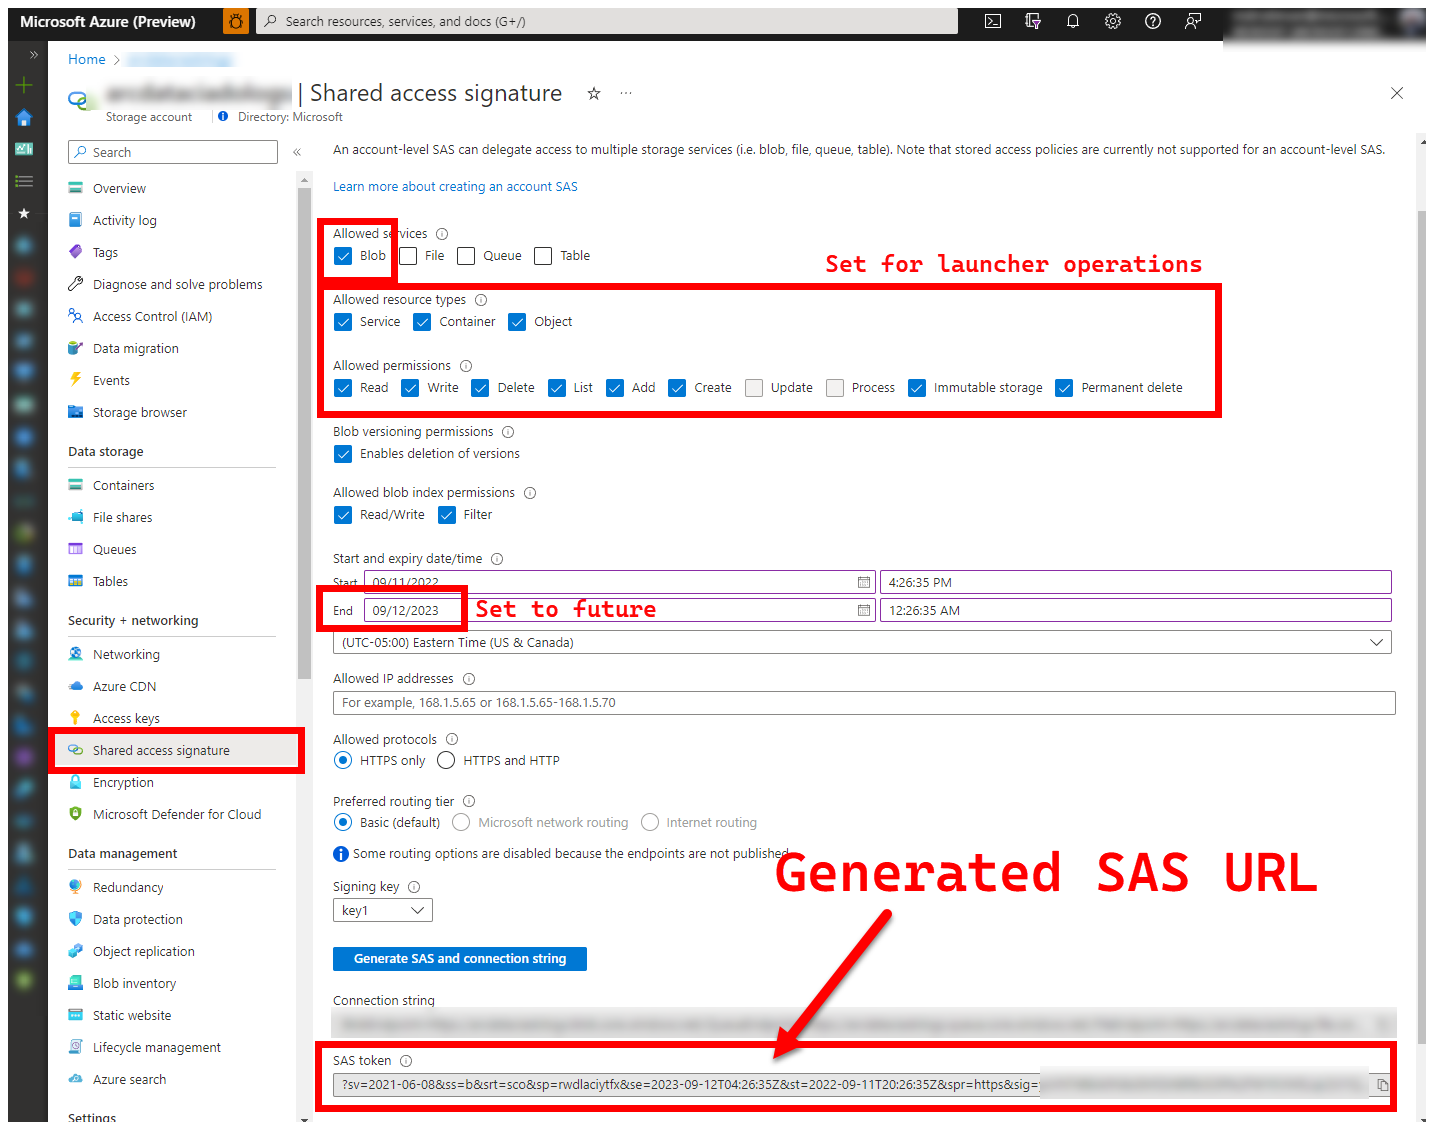 Microsoft Azure (Preview)
Search resources, services, and docs (G+/)
Home
| Shared access signature
Storage account
Directory: Microsoft
Search
Overview
Activity log
Tags
Diagnose and solve problems
Access Control (IAM)
Data migration
Events
Storage browser
Data storage
Containers
File shares
Queues
Tables
Security + networking
Networking
Azure CDN
Access keys
Shared access signature
Encryption
Microsoft Defender for Cloud
Data management
Redundancy
Data protection
Object replication
Blob inventory
Static website
Lifecycle management
Azure search
Settings
An account-level SAS can delegate access to multiple storage services (i.e. blob, file, queue, table). Note that stored access policies are currently not supported for an account-level SAS.
Learn more about creating an account SAS
Allowed services
Blob File Queue Table
Set for launcher operations
Allowed resource types
Service Container Object
Allowed permissions
Read Write Delete List Add Create Update Process Immutable storage Permanent delete
Blob versioning permissions
Enables deletion of versions
Allowed blob index permissions
Read/Write Filter
Start and expiry date/time
Start 09/11/2022 4:26:35 PM
End 09/12/2023 12:26:35 AM
Set to future
(UTC-05:00) Eastern Time (US & Canada)
Allowed IP addresses
For example, 168.1.5.65 or 168.1.5.65-168.1.5.70
Allowed protocols
HTTPS only HTTPS and HTTP
Preferred routing tier
Basic (default) Microsoft network routing Internet routing
Some routing options are disabled because the endpoints are not published.
Generated SAS URL
Signing key
key1
Generate SAS and connection string
Connection string
SAS token
?sv=2021-06-08&ss=b&srt=sco&sp=rwdlaciytfx&se=2023-09-12T04:26:35Z&st=2022-09-11T20:26:35Z&spr=https&sig=